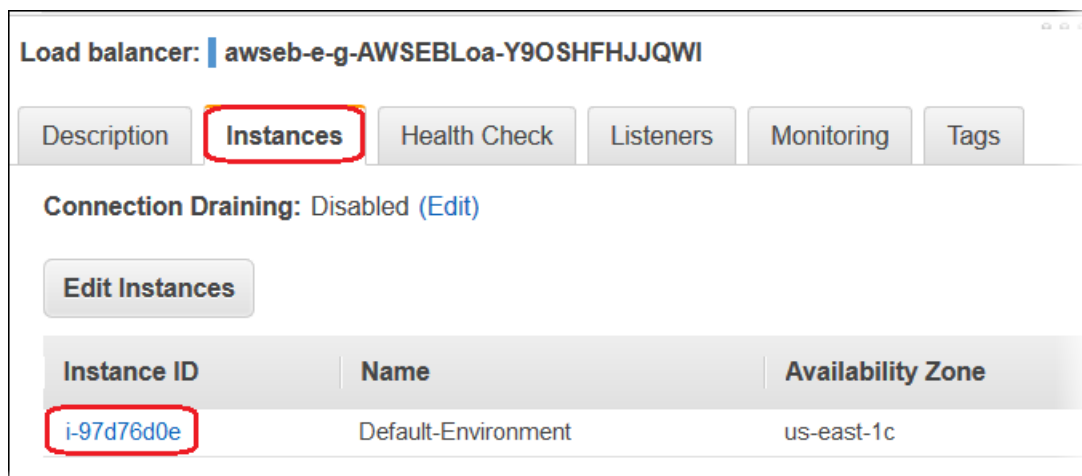 Load balancer: awseb-e-g-AWSEBLoa-Y9OSHFHJJQWI
Description Instances Health Check Listeners Monitoring Tags
Connection Draining: Disabled (Edit)
Edit Instances
Instance ID Name Availability Zone
i-97d76d0e Default-Environment us-east-1c